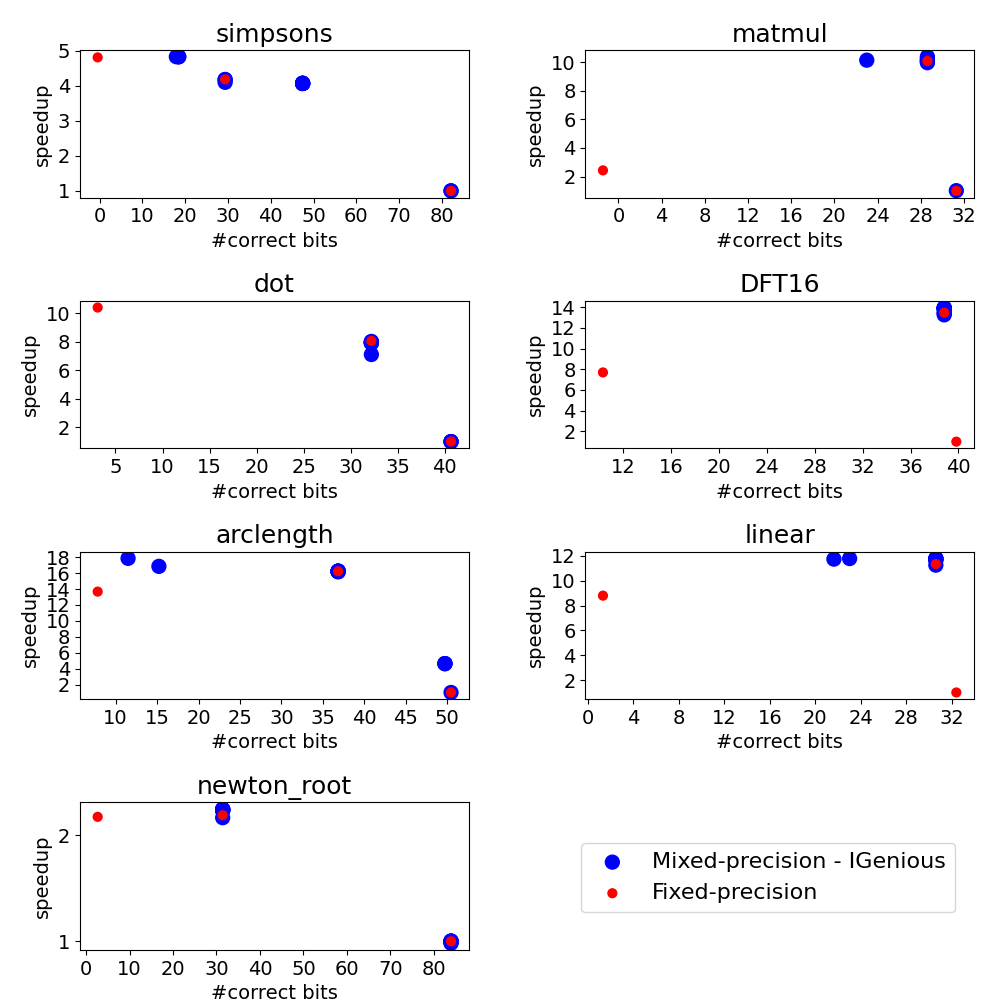 simpsons
5
4
3
2
1
speedup
0 10 20 30 40 50 60 70 80
#correct bits
matmul
10
8
6
4
2
speedup
0 4 8 12 16 20 24 28 32
#correct bits
dot
10
8
6
4
2
speedup
5 10 15 20 25 30 35 40
#correct bits
DFT16
14
12
10
8
6
4
2
speedup
12 16 20 24 28 32 36 40
#correct bits
arclength
18
16
14
12
10
8
6
4
2
speedup
10 15 20 25 30 35 40 45 50
#correct bits
linear
12
10
8
6
4
2
speedup
0 4 8 12 16 20 24 28 32
#correct bits
newton_root
2
1
speedup
0 10 20 30 40 50 60 70 80
#correct bits
Mixed-precision - IGenious
Fixed-precision